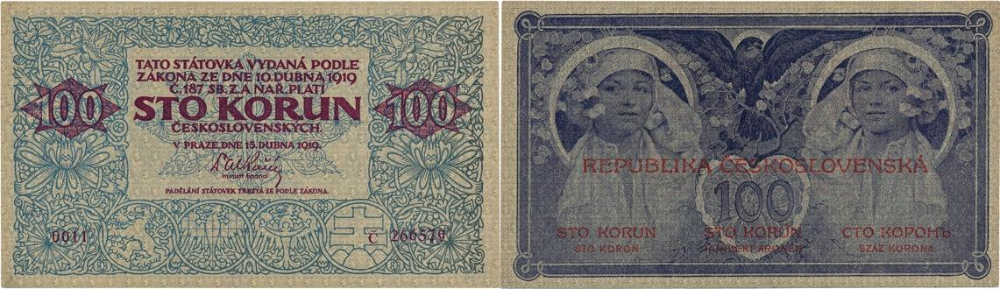 TATO STÁTOVKA VYDANÁ PODLE
ZÁKONA ZE DNE 10. DUBNA 1919
Č. 187 SB. Z. A NAŘ. PLATÍ
100 STO KORUN 100
ČESKOSLOVENSKÝCH.
V PRAZE, DNE 15. DUBNA 1919.
ministr financí
PADĚLÁNÍ STÁTOVEK TRESTÁ SE PODLE ZÁKONA.
0011
Č 266579
REPUBLIKA ČESKOSLOVENSKÁ
100
STO KORUN STO KORÚN СТО КОРОНЪ
STO KORON HUNDERT KRONEN SZÁZ KORONA